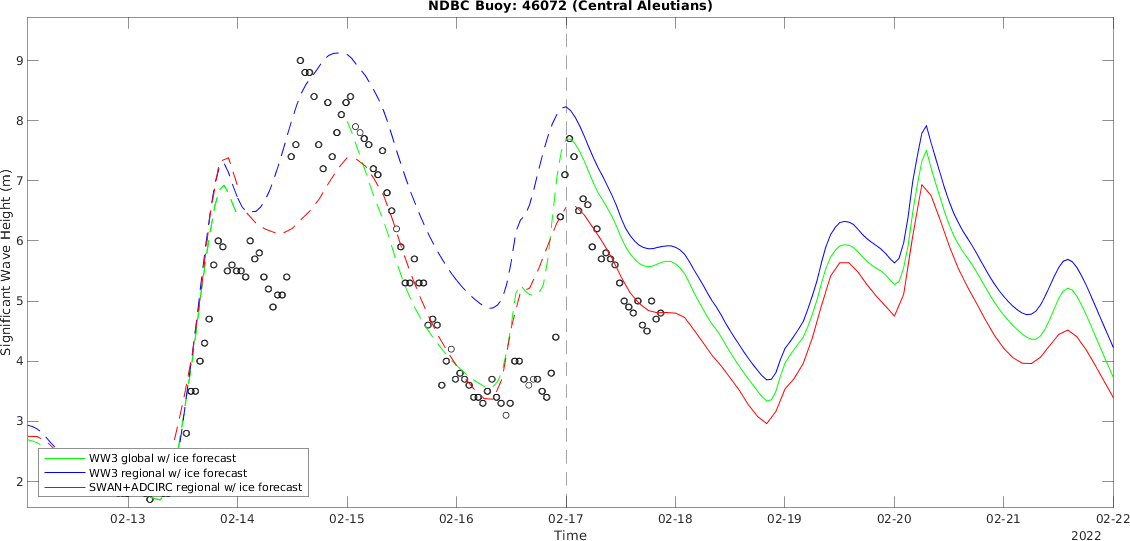 NDBC Buoy: 46072 (Central Aleutians)
9
8
7
6
5
4
3
2
Significant Wave Height (m)
WW3 global w/ ice forecast
WW3 regional w/ ice forecast
SWAN+ADCIRC regional w/ ice forecast
02-13 02-14 02-15 02-16 02-17 02-18 02-19 02-20 02-21 02-22
Time 2022